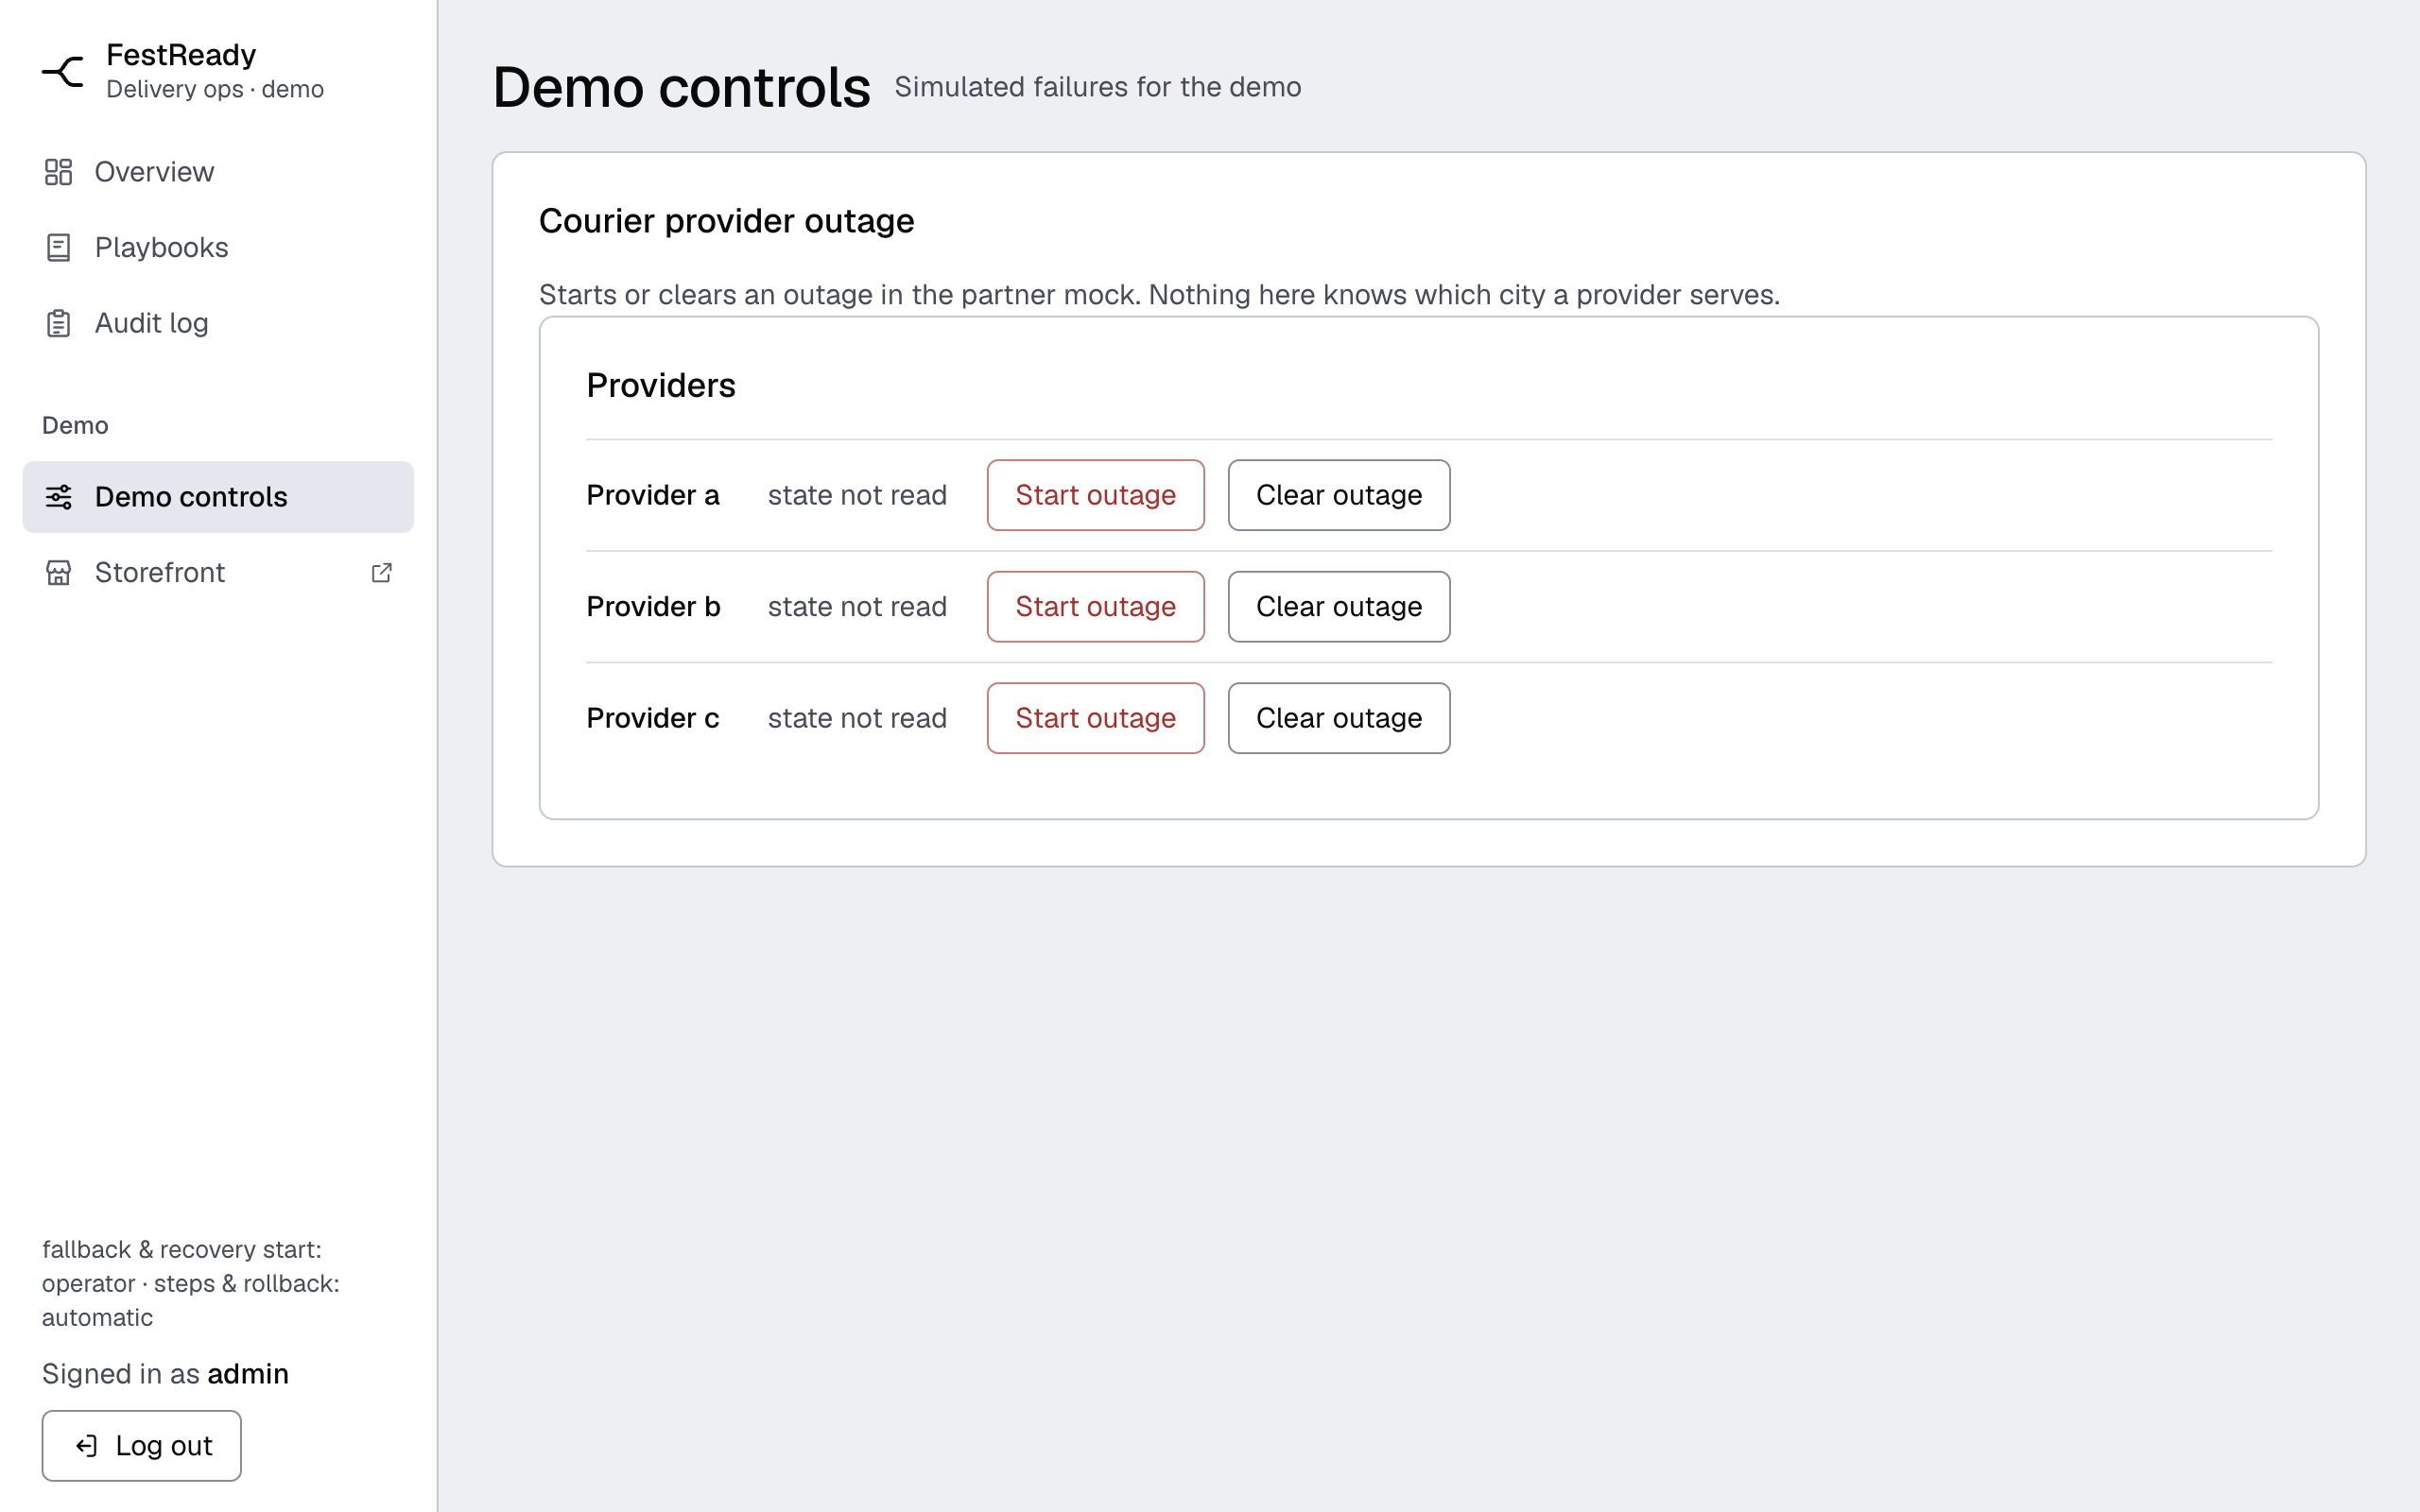 FestReady
Delivery ops · demo
Overview
Playbooks
Audit log
Demo
Demo controls
Storefront
fallback & recovery start:
operator · steps & rollback:
automatic
Signed in as admin
Log out
Demo controls Simulated failures for the demo
Courier provider outage
Starts or clears an outage in the partner mock. Nothing here knows which city a provider serves.
Providers
Provider a state not read Start outage Clear outage
Provider b state not read Start outage Clear outage
Provider c state not read Start outage Clear outage